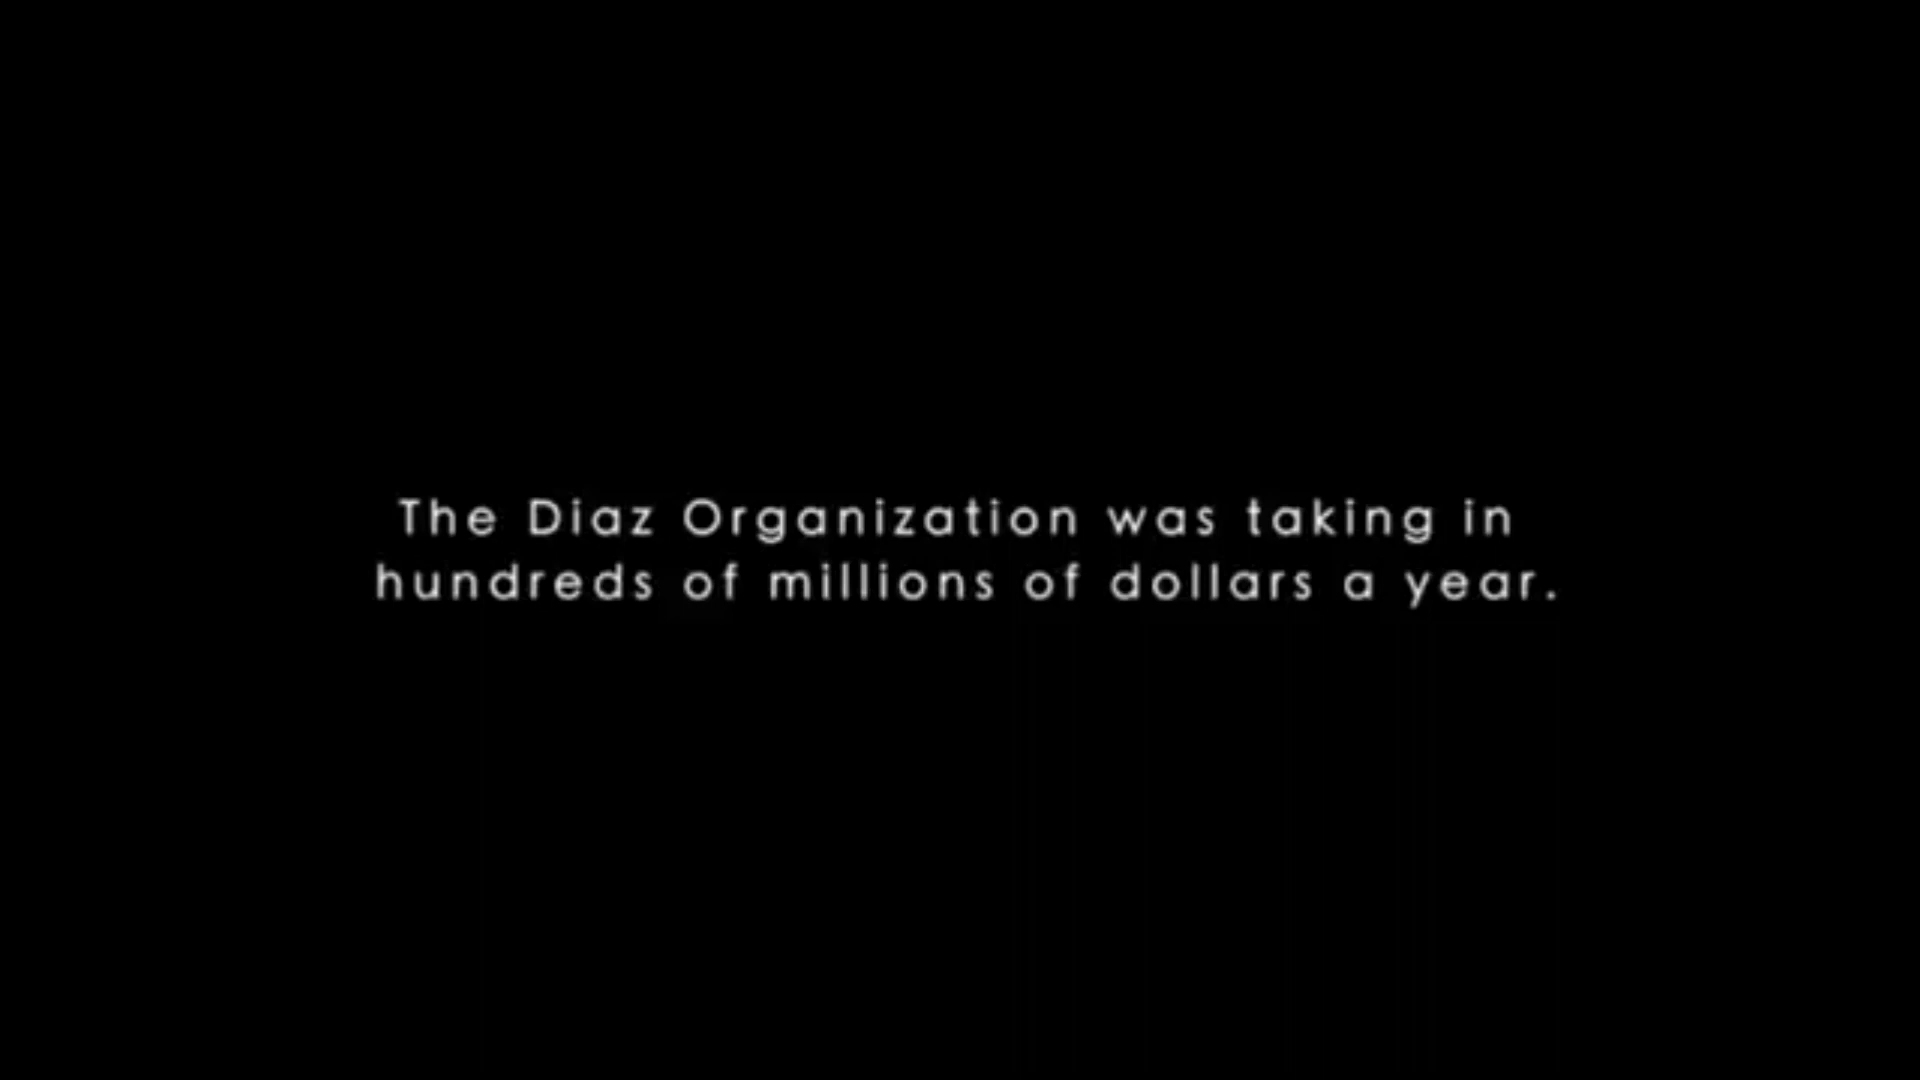 The Diaz Organization was taking in
hundreds of millions of dollars a year.